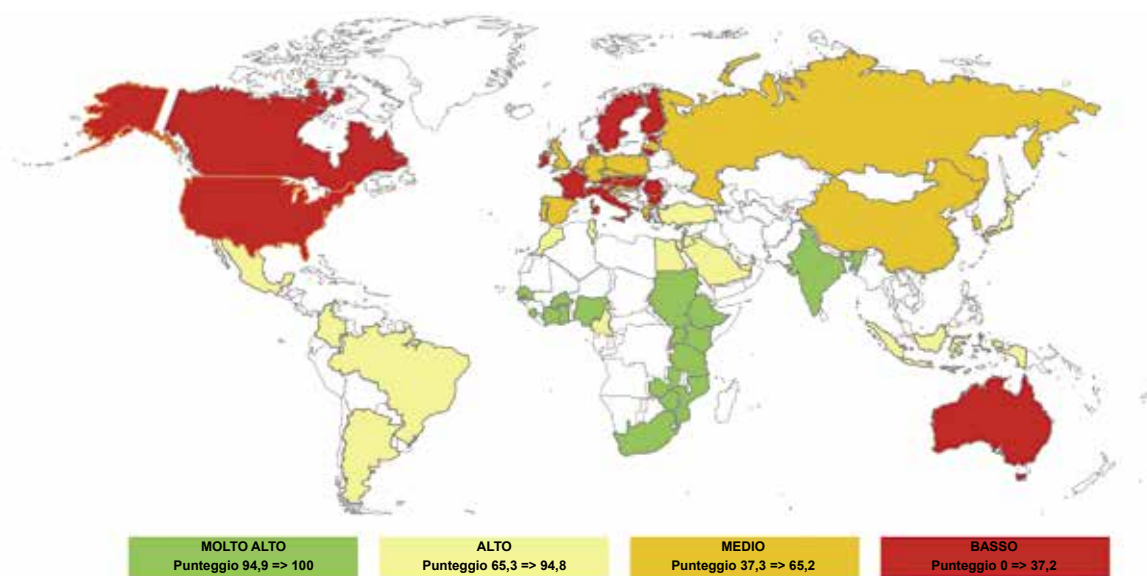 MOLTO ALTO
Punteggio 94,9 => 100
ALTO
Punteggio 65,3 => 94,8
MEDIO
Punteggio 37,3 => 65,2
BASSO
Punteggio 0 => 37,2